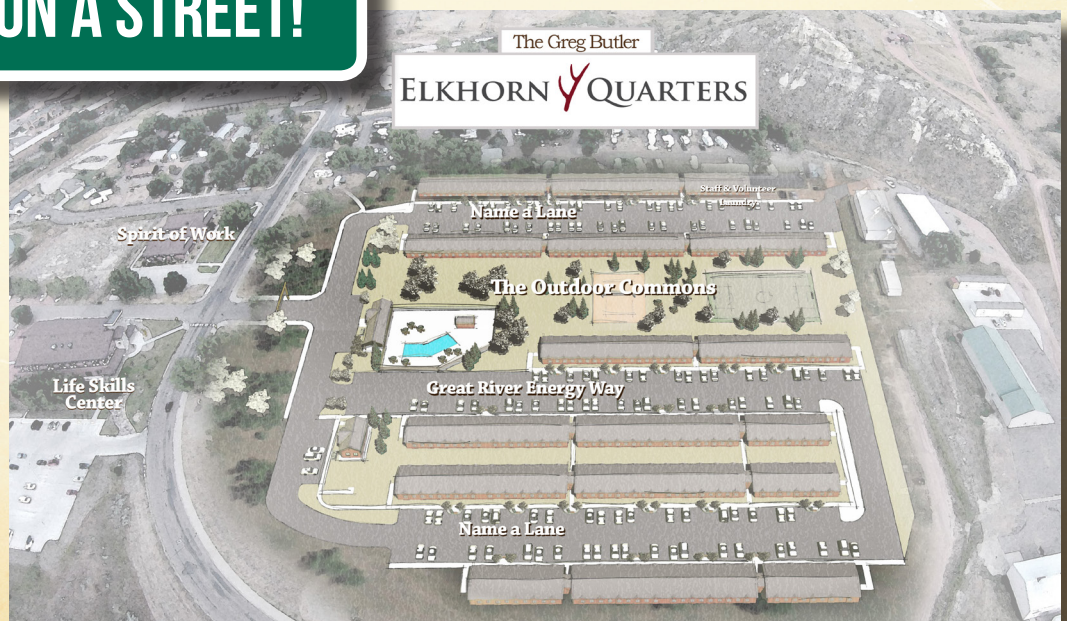 ON A STREET!
The Greg Butler
ELKHORN QUARTERS
Staff & Volunteer
Laundry
Name a Lane
Spirit of Work
The Outdoor Commons
Life Skills
Center
Great River Energy Way
Name a Lane